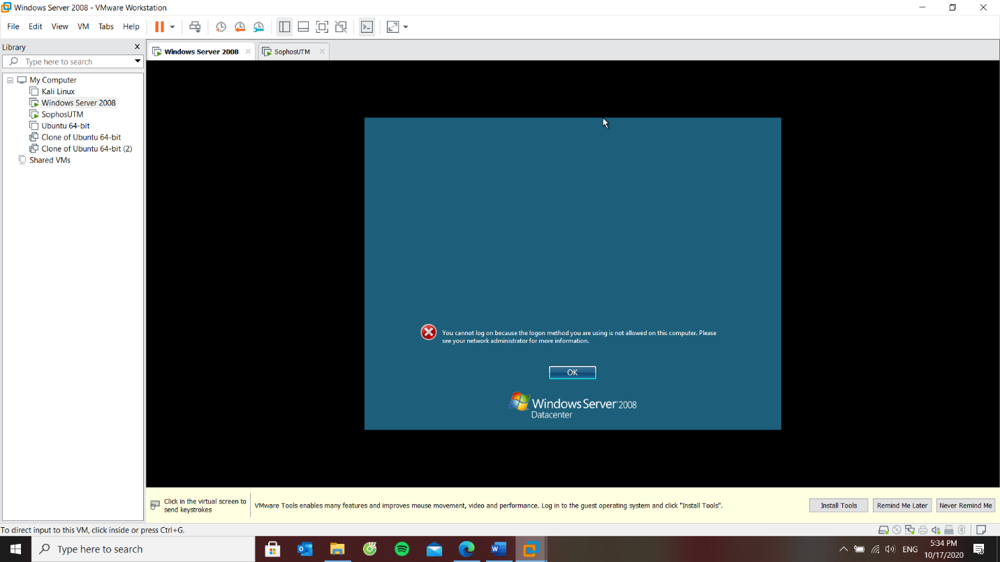 Windows Server 2008 - VMware Workstation
File Edit View VM Tabs Help
Library
Type here to search
My Computer
Kali Linux
Windows Server 2008
SophosUTM
Ubuntu 64-bit
Clone of Ubuntu 64-bit
Clone of Ubuntu 64-bit (2)
Shared VMs
Windows Server 2008 SophosUTM
You cannot log on because the logon method you are using is not allowed on this computer. Please
see your network administrator for more information.
OK
Windows Server 2008
Datacenter
Click in the virtual screen to
send keystrokes
VMware Tools enables many features and improves mouse movement, video and performance. Log in to the guest operating system and click "Install Tools".
Install Tools Remind Me Later Never Remind Me
To direct input to this VM, click inside or press Ctrl+G.
Type here to search
ENG
5:34 PM
10/17/2020